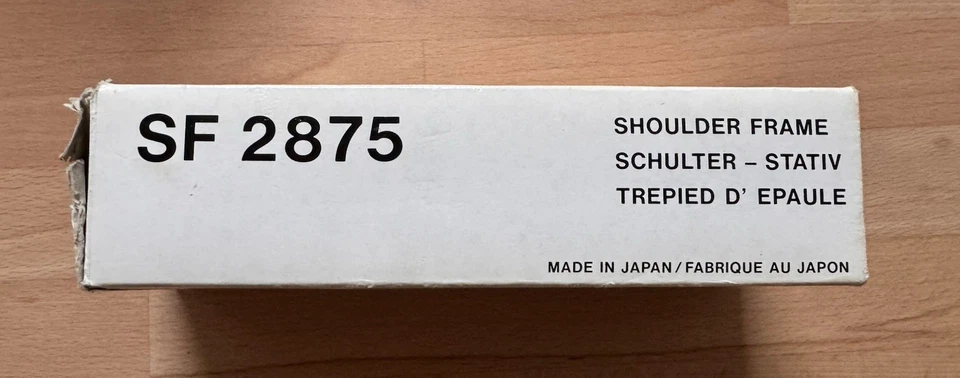 SF 2875
SHOULDER FRAME
SCHULTER – STATIV
TREPIED D' EPAULE
MADE IN JAPAN/FABRIQUE AU JAPON